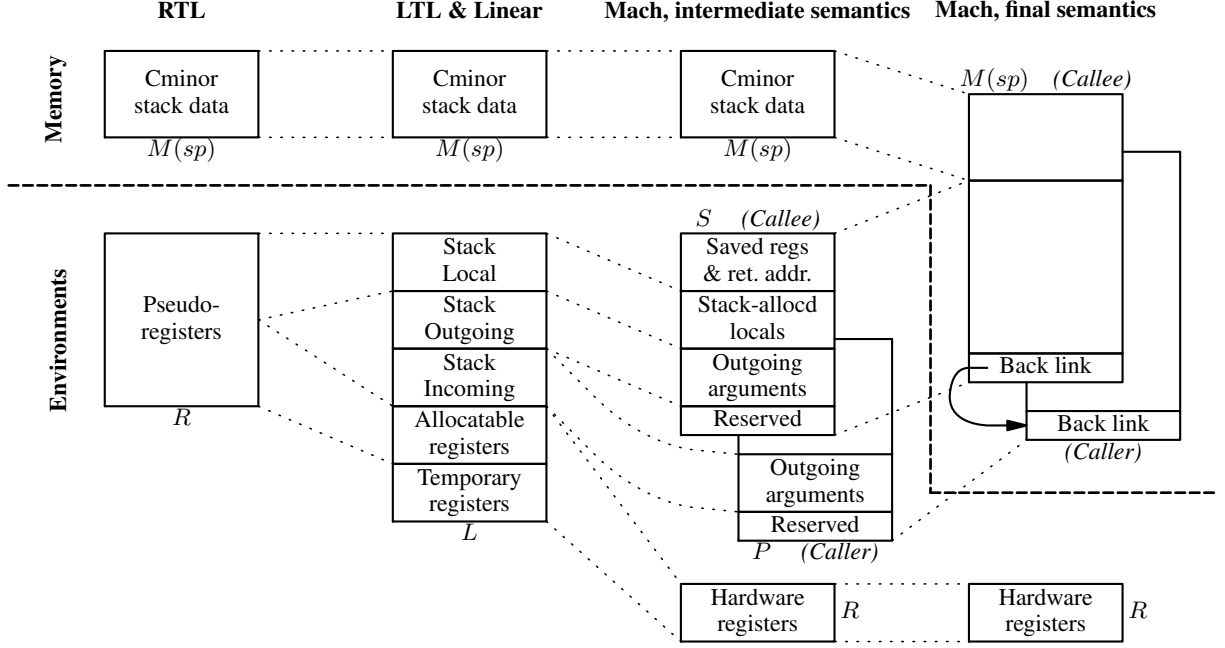 RTL
LTL & Linear
Mach, intermediate semantics
Mach, final semantics
Memory
Cminor
stack data
M(sp)
Cminor
stack data
M(sp)
Cminor
stack data
M(sp)
M(sp) (Callee)
Environments
Pseudo-
registers
R
Stack
Local
Stack
Outgoing
Stack
Incoming
Allocatable
registers
Temporary
registers
L
S (Callee)
Saved regs
& ret. addr.
Stack-allocd
locals
Outgoing
arguments
Reserved
Outgoing
arguments
Reserved
P (Caller)
Back link
Back link
(Caller)
Hardware
registers
R
Hardware
registers
R